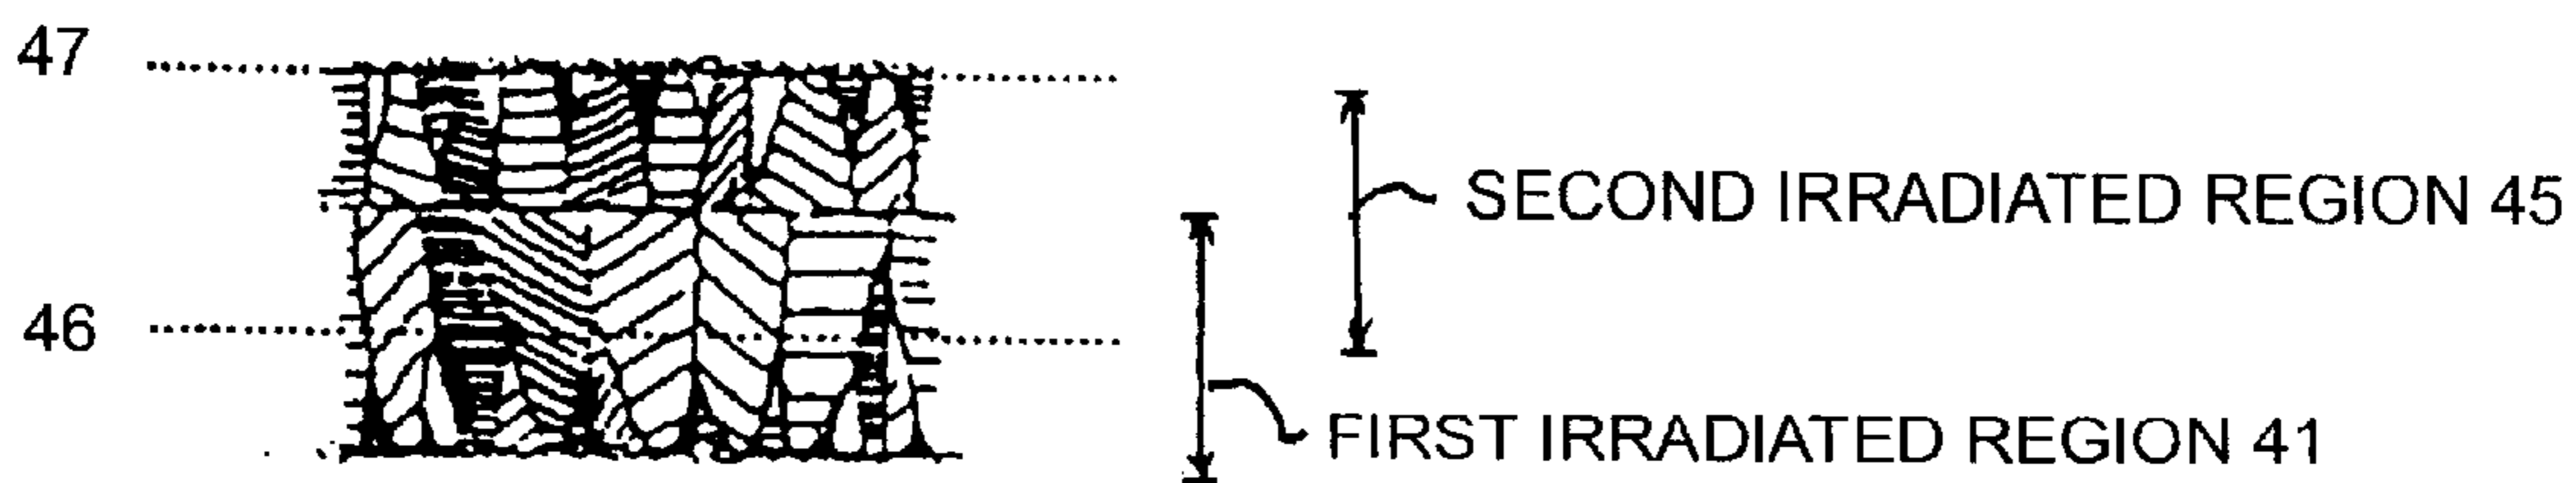 47
SECOND IRRADIATED REGION 45
46
FIRST IRRADIATED REGION 41